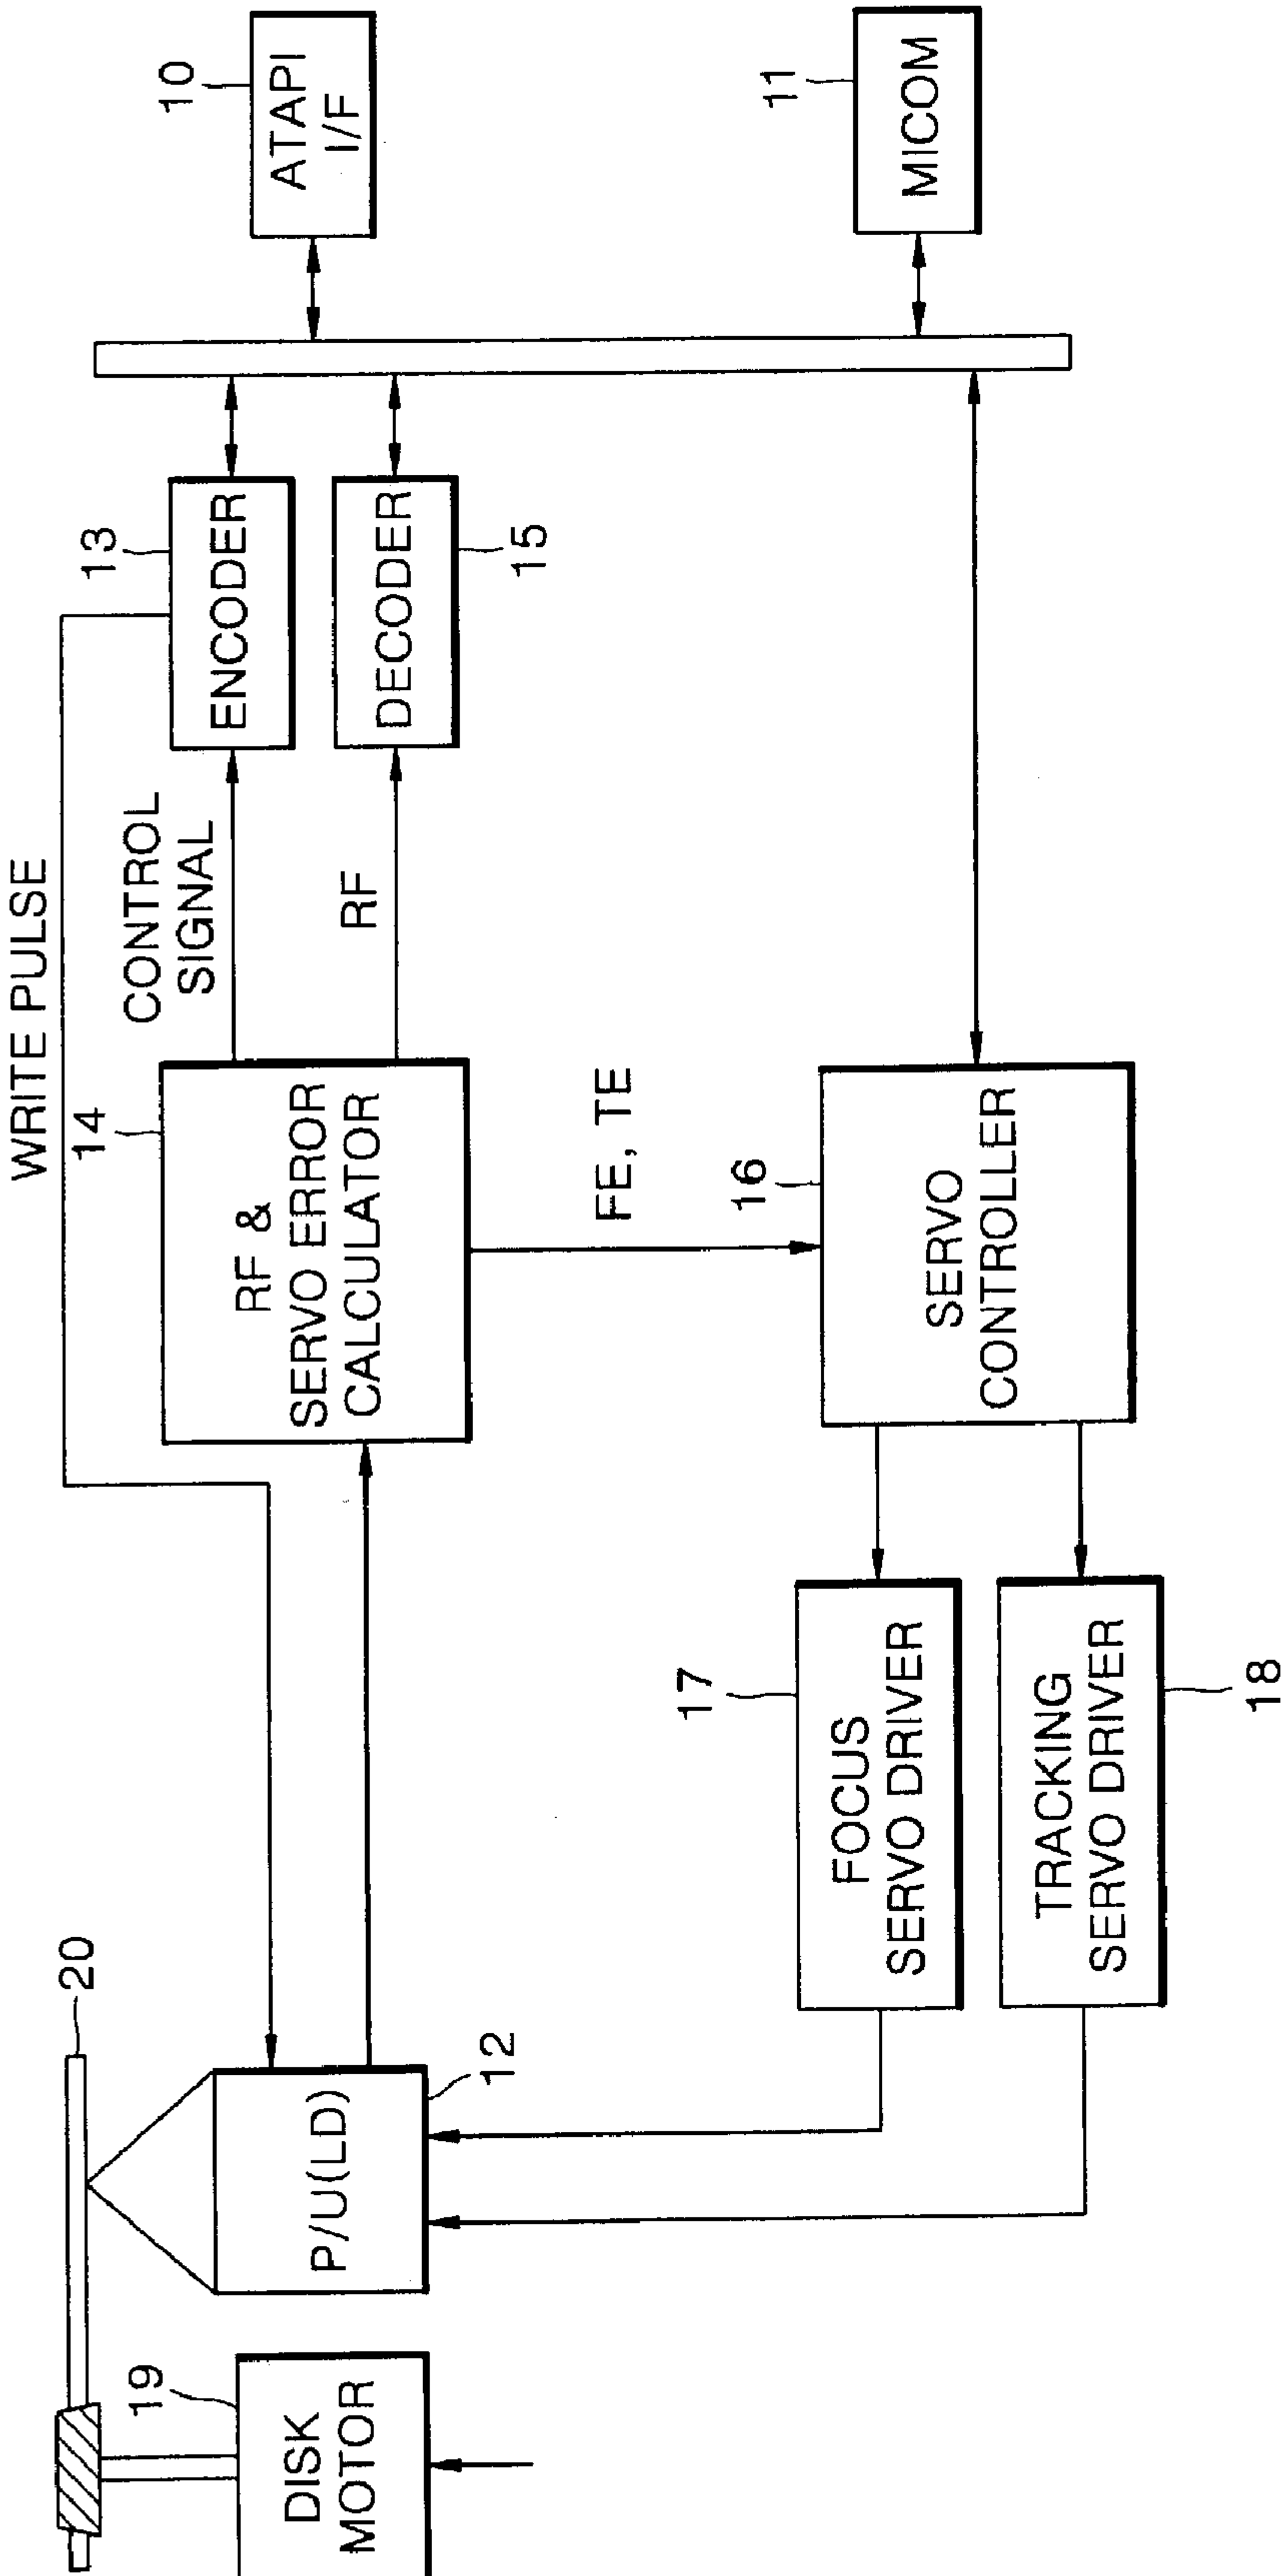 20
19
DISK
MOTOR
P/U(LD)
12
WRITE PULSE
14
RF &
SERVO ERROR
CALCULATOR
CONTROL
SIGNAL
RF
13
ENCODER
DECODER
15
10
ATAPI
I/F
11
MICOM
FE, TE
16
SERVO
CONTROLLER
17
FOCUS
SERVO DRIVER
TRACKING
SERVO DRIVER
18